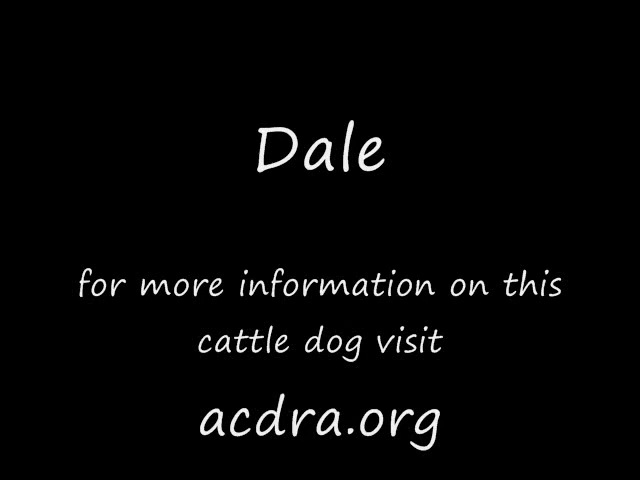 Dale
for more information on this
cattle dog visit
acdra.org